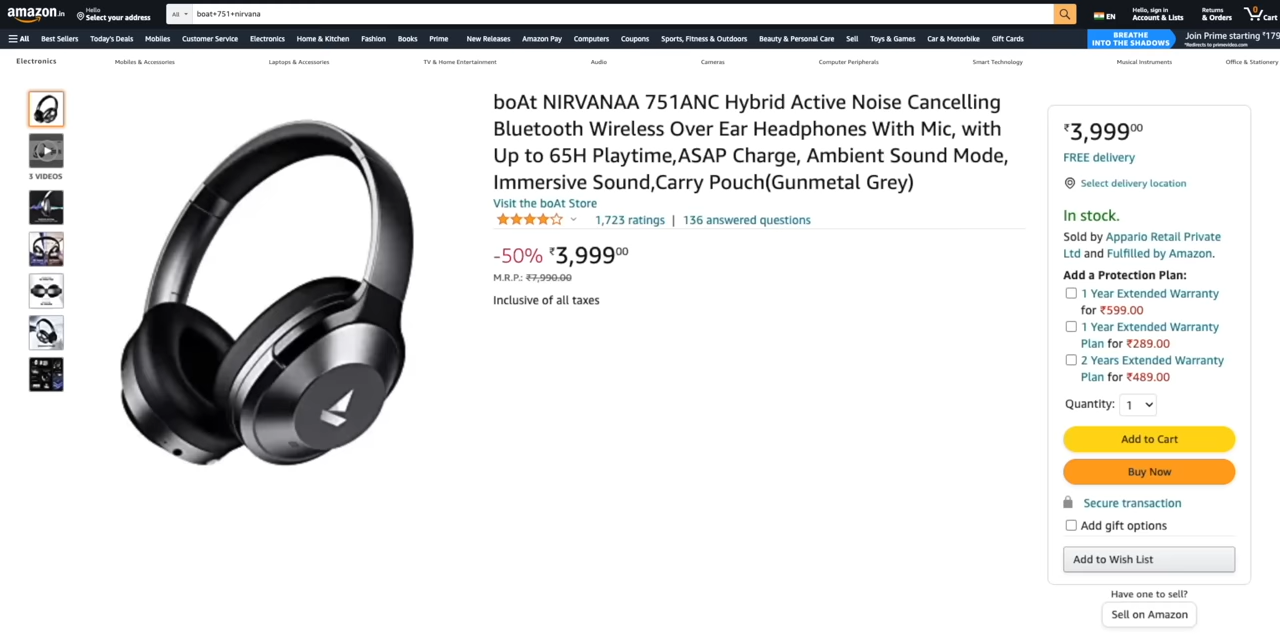 amazon.in
Hello
Select your address
All
boat+751+nirvana
EN
Hello, sign in
Account & Lists
Returns
& Orders
0
Cart
All
Best Sellers
Today's Deals
Mobiles
Customer Service
Electronics
Home & Kitchen
Fashion
Books
Prime
New Releases
Amazon Pay
Computers
Coupons
Sports, Fitness & Outdoors
Beauty & Personal Care
Sell
Toys & Games
Car & Motorbike
Gift Cards
BREATHE
INTO THE SHADOWS
Join Prime starting ₹179
*Redirects to primevideo.com
Electronics
Mobiles & Accessories
Laptops & Accessories
TV & Home Entertainment
Audio
Cameras
Computer Peripherals
Smart Technology
Musical Instruments
Office & Stationery
3 VIDEOS
boAt NIRVANAA 751ANC Hybrid Active Noise Cancelling
Bluetooth Wireless Over Ear Headphones With Mic, with
Up to 65H Playtime,ASAP Charge, Ambient Sound Mode,
Immersive Sound,Carry Pouch(Gunmetal Grey)
Visit the boAt Store
1,723 ratings | 136 answered questions
-50% ₹3,99900
M.R.P.: ₹7,990.00
Inclusive of all taxes
₹3,99900
FREE delivery
Select delivery location
In stock.
Sold by Appario Retail Private
Ltd and Fulfilled by Amazon.
Add a Protection Plan:
1 Year Extended Warranty
for ₹599.00
1 Year Extended Warranty
Plan for ₹289.00
2 Years Extended Warranty
Plan for ₹489.00
Quantity: 1
Add to Cart
Buy Now
Secure transaction
Add gift options
Add to Wish List
Have one to sell?
Sell on Amazon